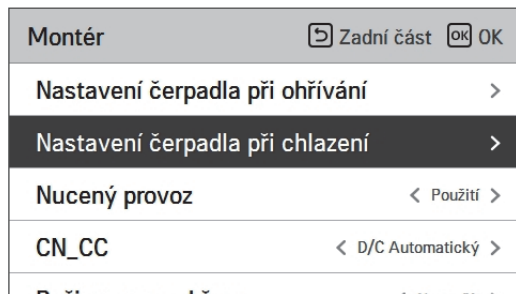 Montér Zadní část OK OK
Nastavení čerpadla při ohřívání >
Nastavení čerpadla při chlazení >
Nucený provoz < Použití >
CN_CC < D/C Automatický >